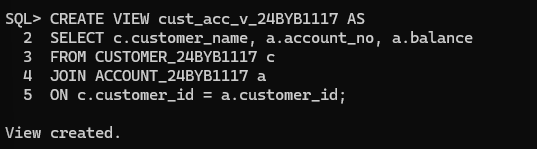 SQL> CREATE VIEW cust_acc_v_24BYB1117 AS
  2  SELECT c.customer_name, a.account_no, a.balance
  3  FROM CUSTOMER_24BYB1117 c
  4  JOIN ACCOUNT_24BYB1117 a
  5  ON c.customer_id = a.customer_id;
View created.